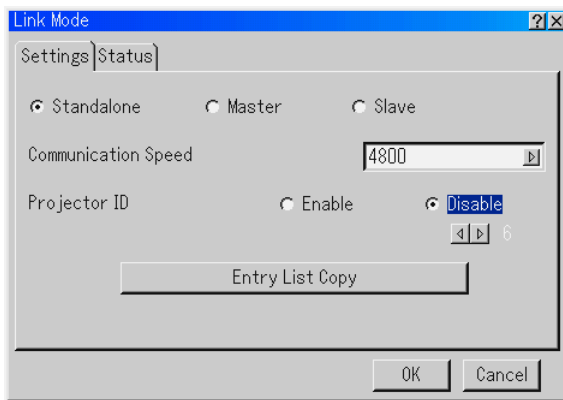 Link Mode
Settings Status
Standalone Master Slave
Communication Speed 4800
Projector ID Enable Disable
6
Entry List Copy
OK Cancel